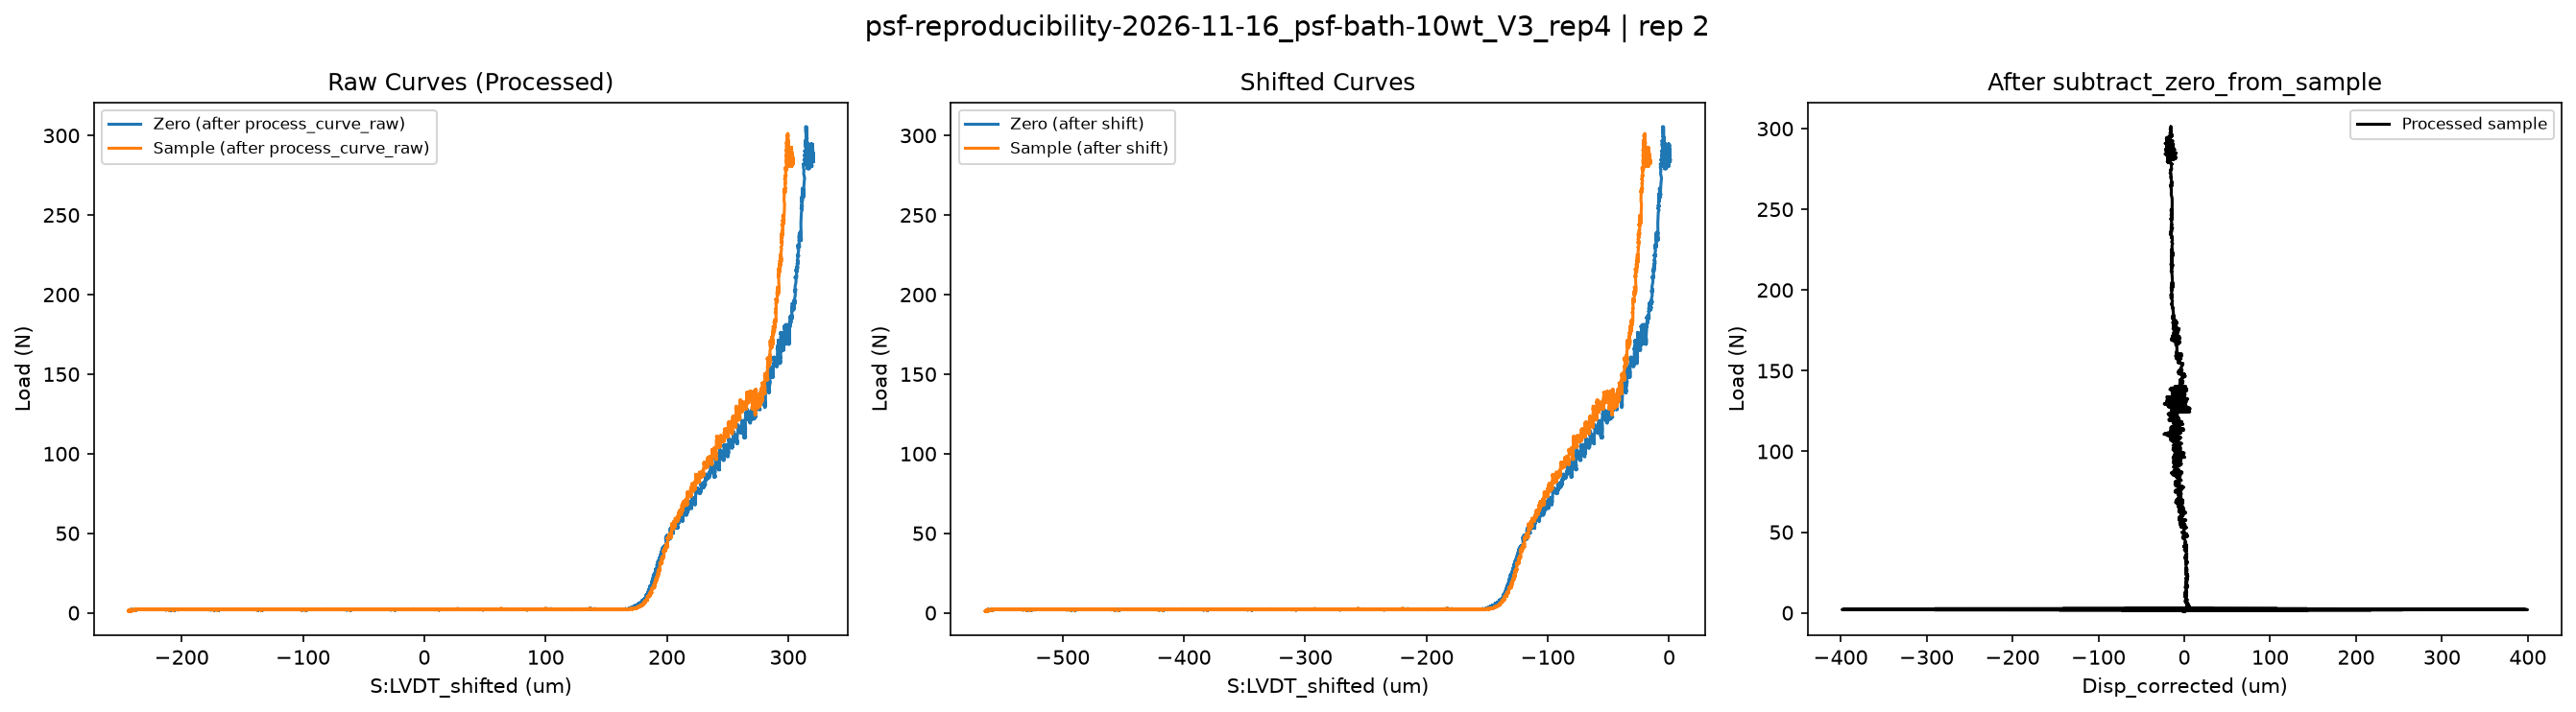 psf-reproducibility-2026-11-16_psf-bath-10wt_V3_rep4 | rep 2
Raw Curves (Processed)
Zero (after process_curve_raw)
Sample (after process_curve_raw)
Load (N)
300
250
200
150
100
50
0
−200
−100
0
100
200
300
S:LVDT_shifted (um)
Shifted Curves
Zero (after shift)
Sample (after shift)
Load (N)
300
250
200
150
100
50
0
−500
−400
−300
−200
−100
0
S:LVDT_shifted (um)
After subtract_zero_from_sample
Processed sample
Load (N)
300
250
200
150
100
50
0
−400
−300
−200
−100
0
100
200
300
400
Disp_corrected (um)